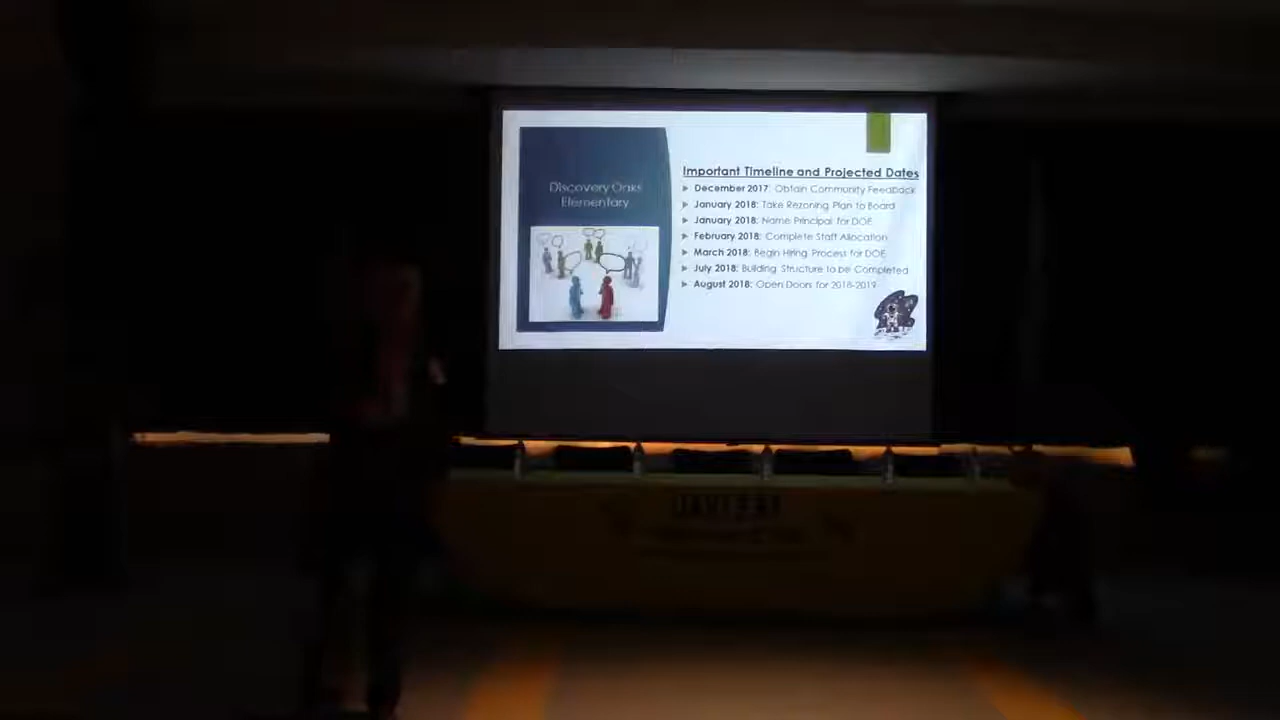 Discovery Oaks
Elementary
Important Timeline and Projected Dates
December 2017: Obtain Community Feedback
January 2018: Take Rezoning Plan to Board
January 2018: Name Principal for DOE
February 2018: Complete Staff Allocation
March 2018: Begin Hiring Process for DOE
July 2018: Building Structure to be Completed
August 2018: Open Doors for 2018-2019